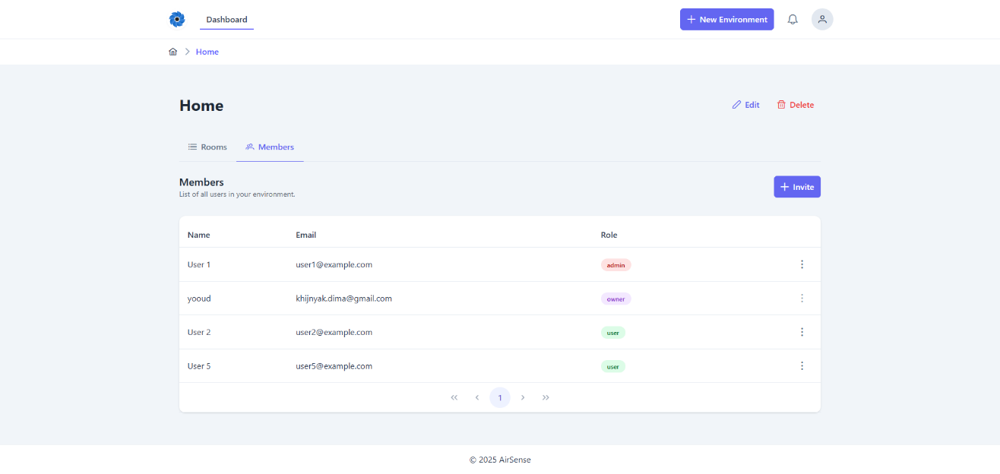 Dashboard
New Environment
Home
Home
Edit
Delete
Rooms
Members
Members
List of all users in your environment.
Invite
Name Email Role
User 1 user1@example.com admin
yooud khijnyak.dima@gmail.com owner
User 2 user2@example.com user
User 5 user5@example.com user
1
© 2025 AirSense